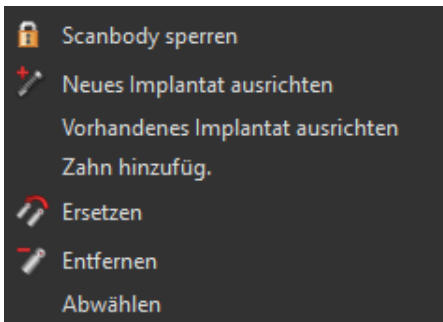 Scanbody sperren
Neues Implantat ausrichten
Vorhandenes Implantat ausrichten
Zahn hinzufüg.
Ersetzen
Entfernen
Abwählen